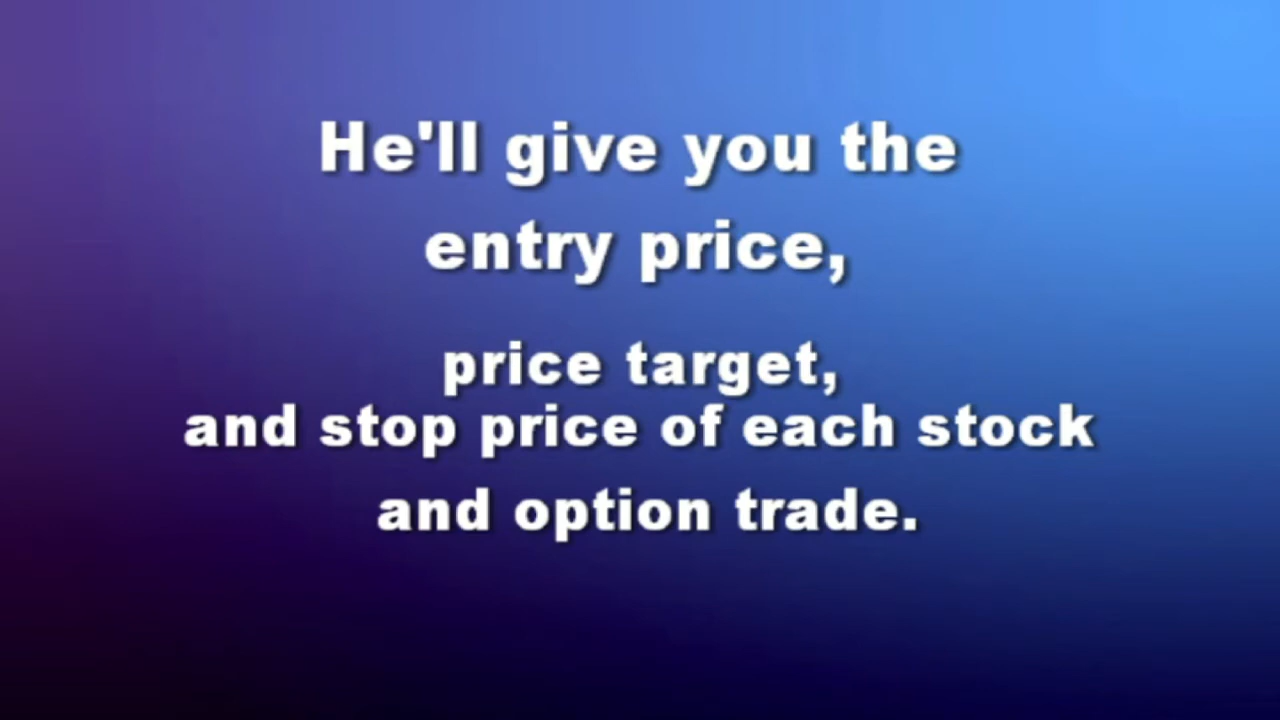 He'll give you the
entry price,
price target,
and stop price of each stock
and option trade.